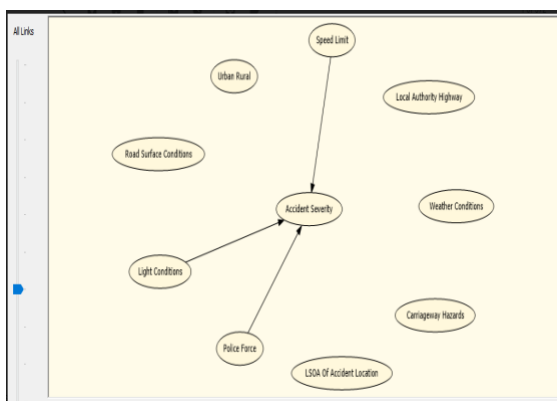 All Links
Speed Limit
Urban Rural
Local Authority Highway
Road Surface Conditions
Accident Severity
Weather Conditions
Light Conditions
Carriageway Hazards
Police Force
LSOA Of Accident Location